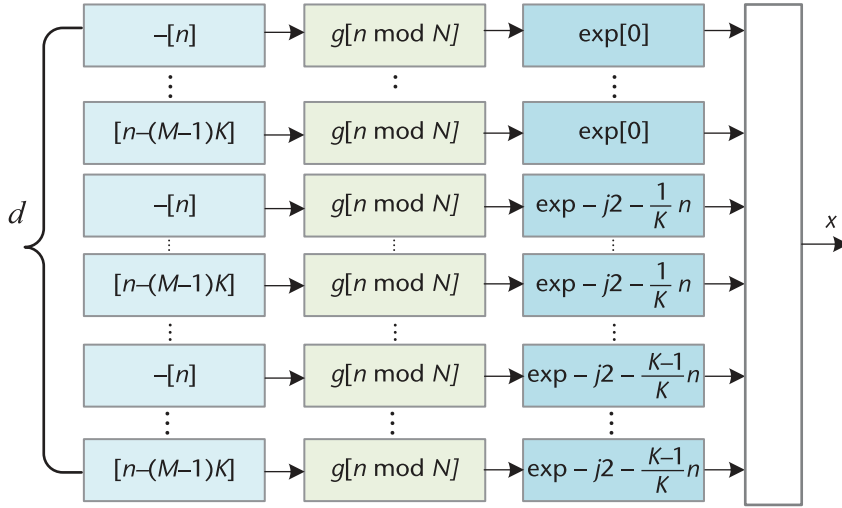 –[n] g[n mod N] exp[0]
[n–(M–1)K] g[n mod N] exp[0]
–[n] g[n mod N] exp – j2 – 1/K n
d
x
[n–(M–1)K] g[n mod N] exp – j2 – 1/K n
–[n] g[n mod N] exp – j2 – K–1/K n
[n–(M–1)K] g[n mod N] exp – j2 – K–1/K n